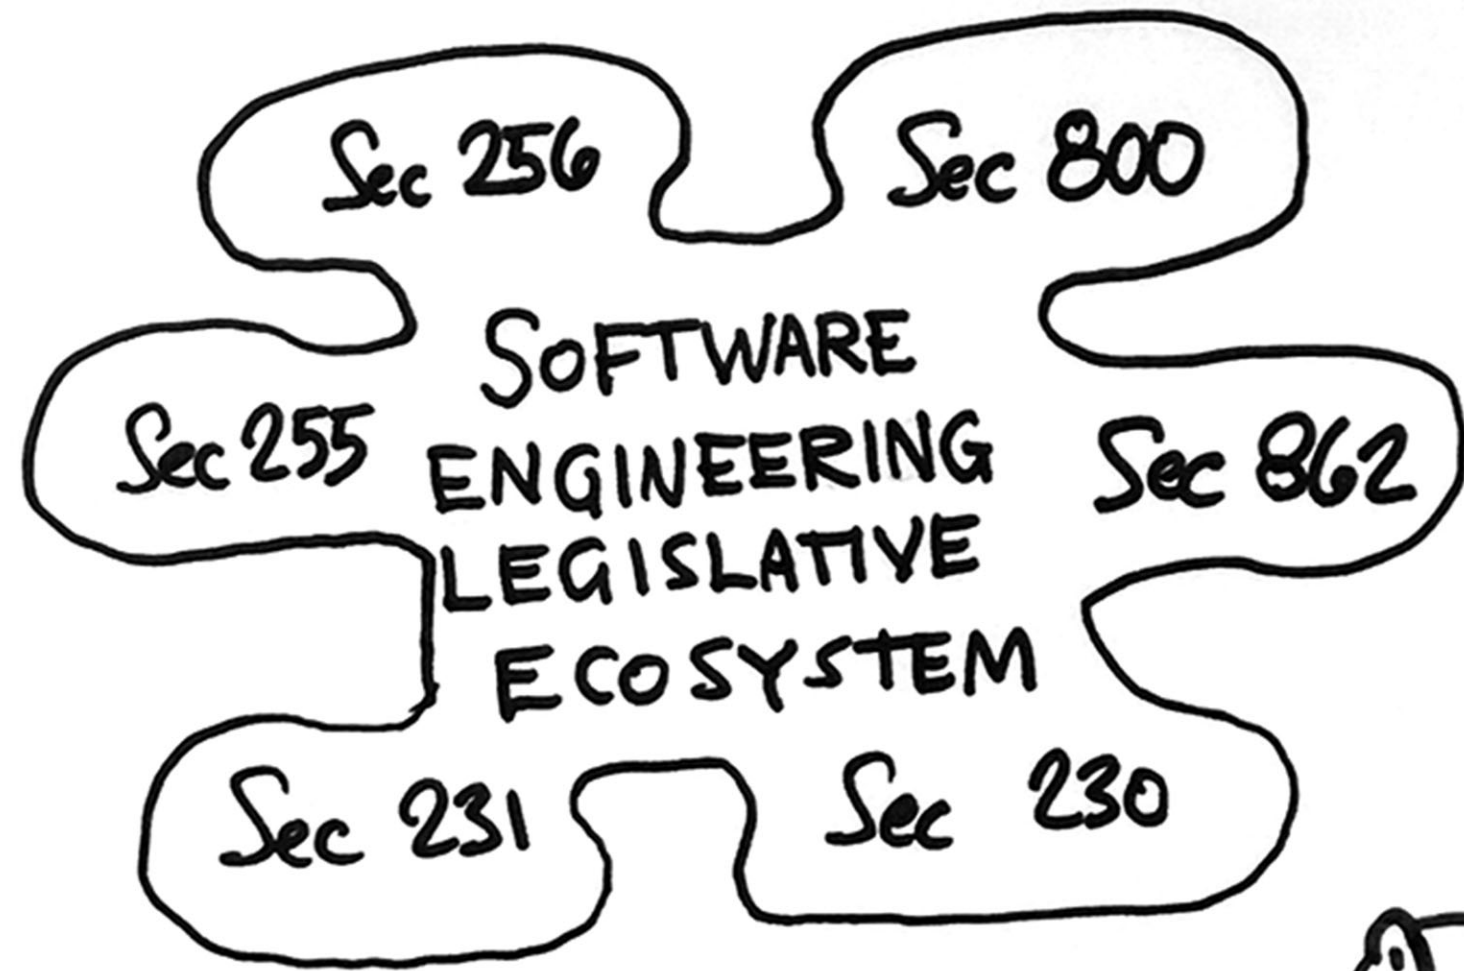 Sec 256
Sec 800
SOFTWARE
ENGINEERING
LEGISLATIVE
ECOSYSTEM
Sec 255
Sec 862
Sec 231
Sec 230